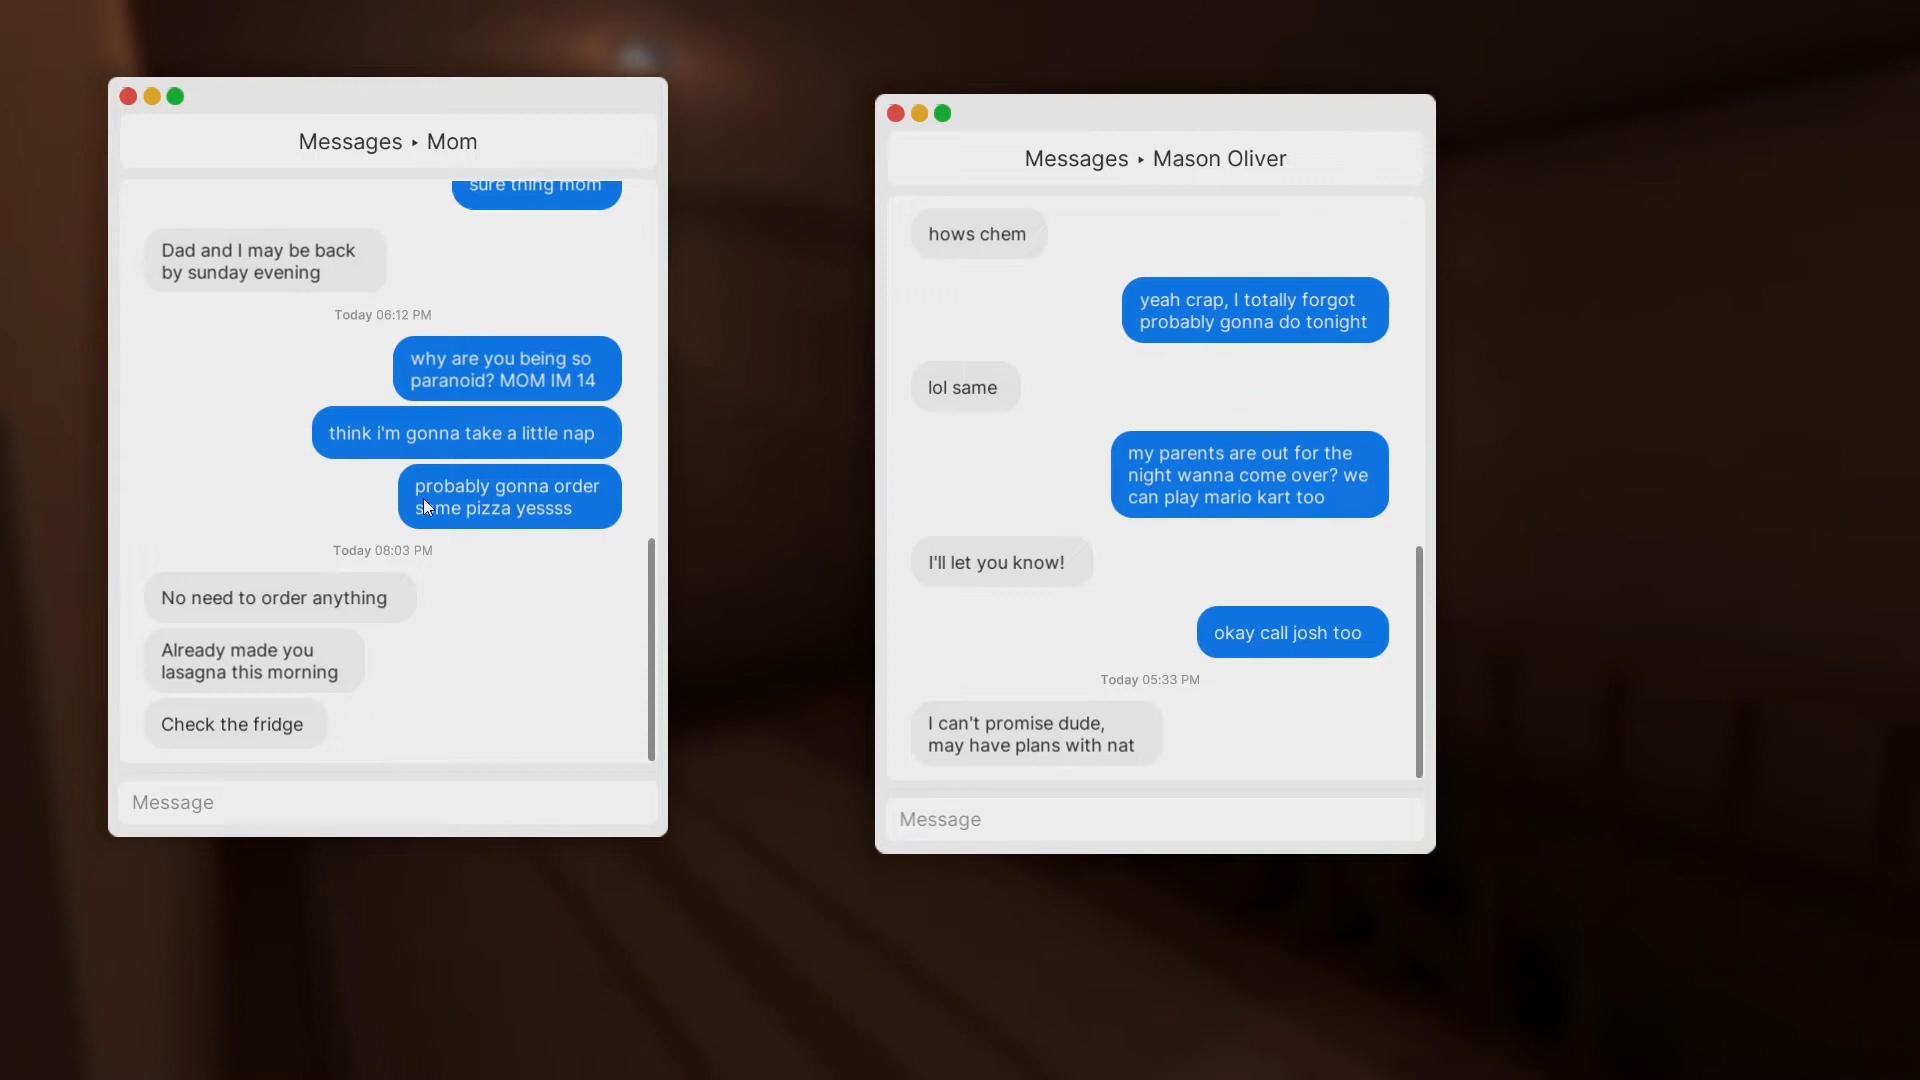 Messages ▸ Mom
sure thing mom
Dad and I may be back
by sunday evening
Today 06:12 PM
why are you being so
paranoid? MOM IM 14
think i'm gonna take a little nap
probably gonna order
some pizza yessss
Today 08:03 PM
No need to order anything
Already made you
lasagna this morning
Check the fridge
Message
Messages ▸ Mason Oliver
hows chem
yeah crap, I totally forgot
probably gonna do tonight
lol same
my parents are out for the
night wanna come over? we
can play mario kart too
I'll let you know!
okay call josh too
Today 05:33 PM
I can't promise dude,
may have plans with nat
Message